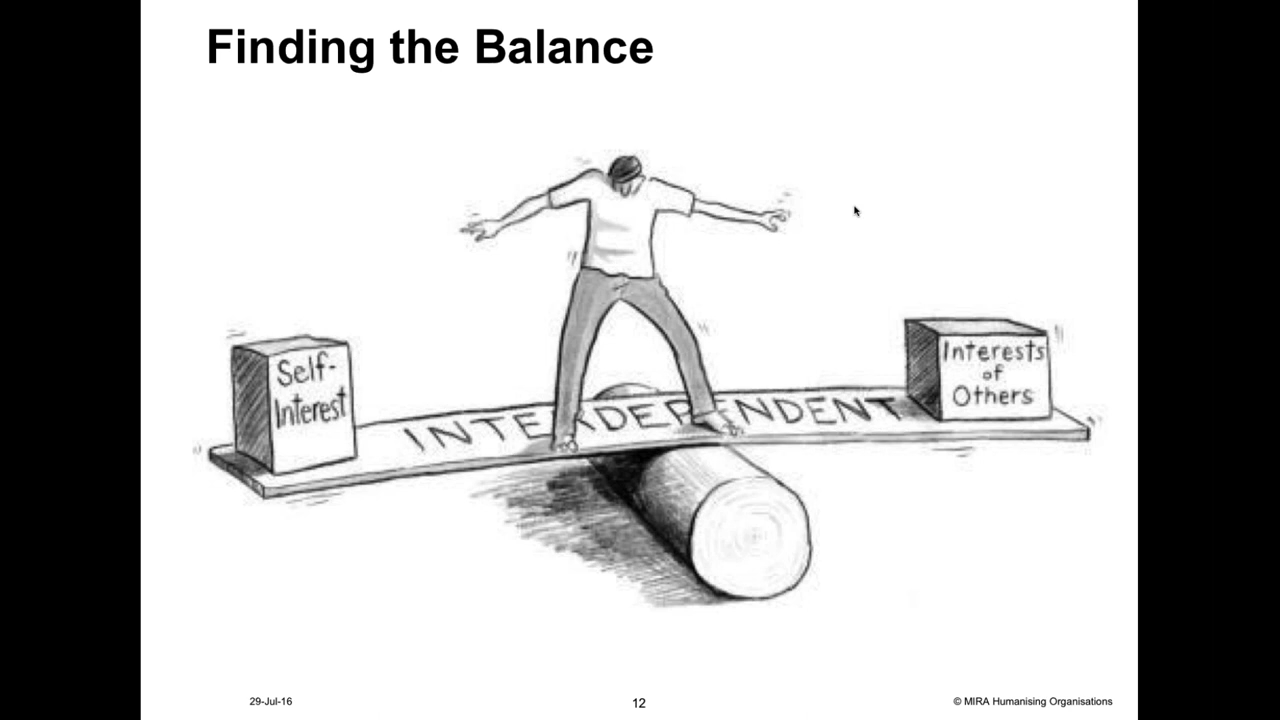 Finding the Balance
Self-
Interest
Interests
of
Others
INTERDEPENDENT
29-Jul-16
12
© MIRA Humanising Organisations